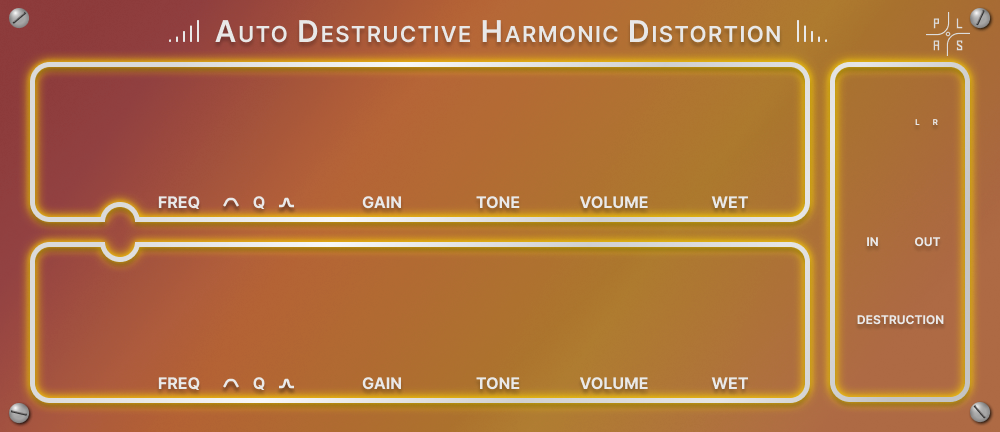 AUTO DESTRUCTIVE HARMONIC DISTORTION
P L
A S
L R
FREQ Q GAIN TONE VOLUME WET
IN OUT
DESTRUCTION
FREQ Q GAIN TONE VOLUME WET